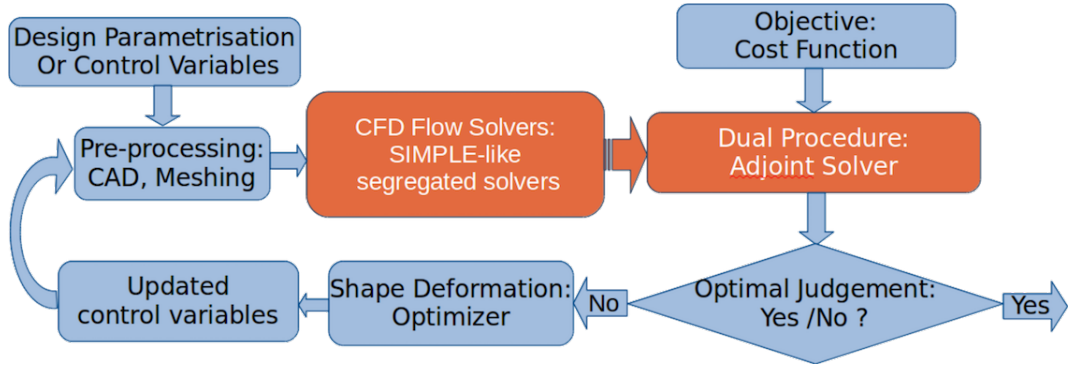 Design Parametrisation
Or Control Variables
Objective:
Cost Function
Pre-processing:
CAD, Meshing
CFD Flow Solvers:
SIMPLE-like
segregated solvers
Dual Procedure:
Adjoint Solver
Updated
control variables
Shape Deformation:
Optimizer
No
Optimal Judgement:
Yes /No ?
Yes